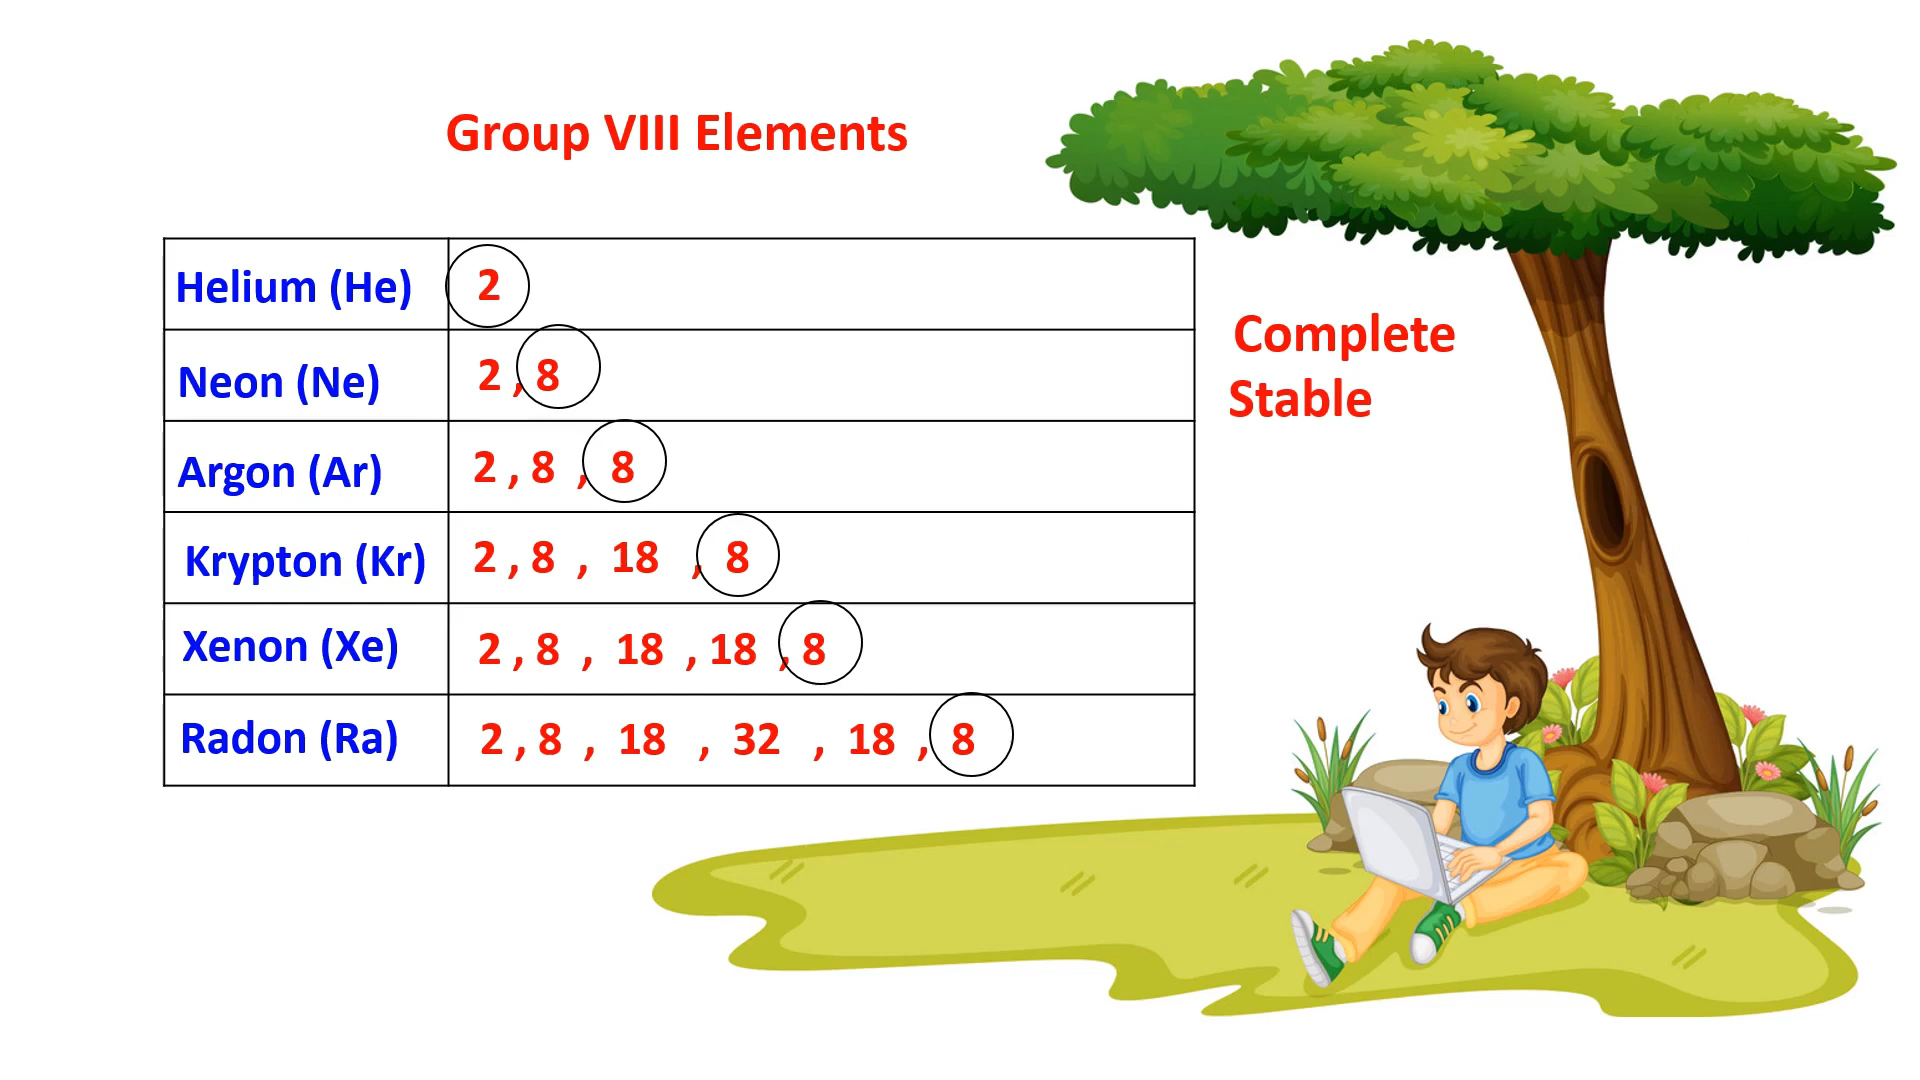 Group VIII Elements
Helium (He) 2
Neon (Ne) 2 , 8
Argon (Ar) 2 , 8 , 8
Krypton (Kr) 2 , 8 , 18 , 8
Xenon (Xe) 2 , 8 , 18 , 18 , 8
Radon (Ra) 2 , 8 , 18 , 32 , 18 , 8
Complete
Stable